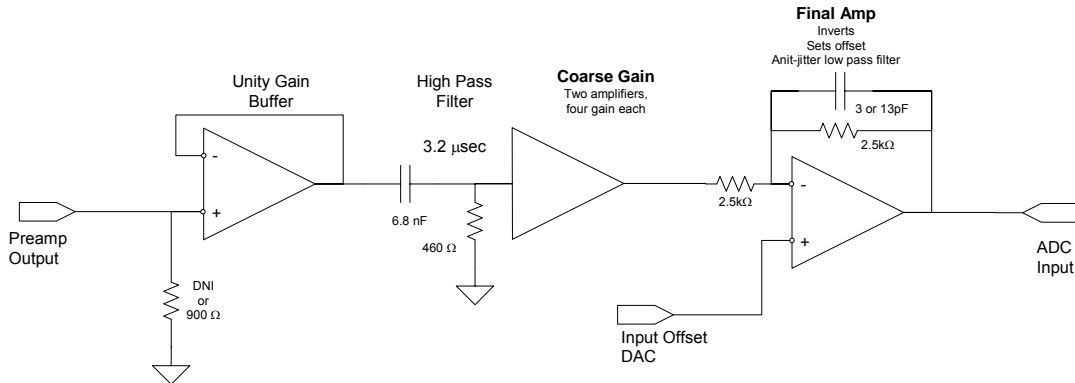 Final Amp
Inverts
Sets offset
Anit-jitter low pass filter
3 or 13pF
2.5kΩ
Coarse Gain
Two amplifiers,
four gain each
Unity Gain
Buffer
High Pass
Filter
3.2 μsec
-
+
6.8 nF
460 Ω
2.5kΩ
-
+
Preamp
Output
DNI
or
900 Ω
Input Offset
DAC
ADC
Input